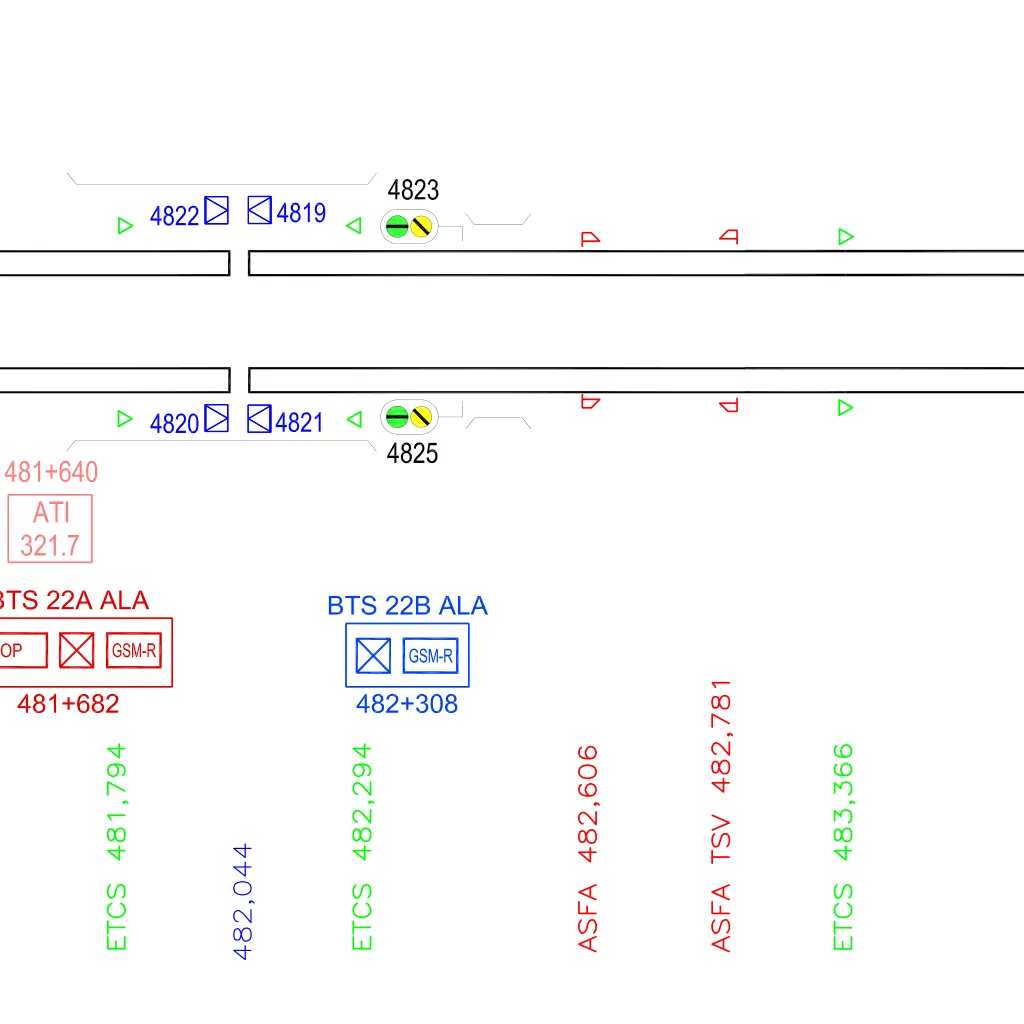 4823
4822
4819
4820
4821
4825
481+640
ATI
321.7
BTS 22A ALA
OP
GSM-R
481+682
BTS 22B ALA
GSM-R
482+308
ETCS 481,794
482,044
ETCS 482,294
ASFA 482,606
ASFA TSV 482,781
ETCS 483,366